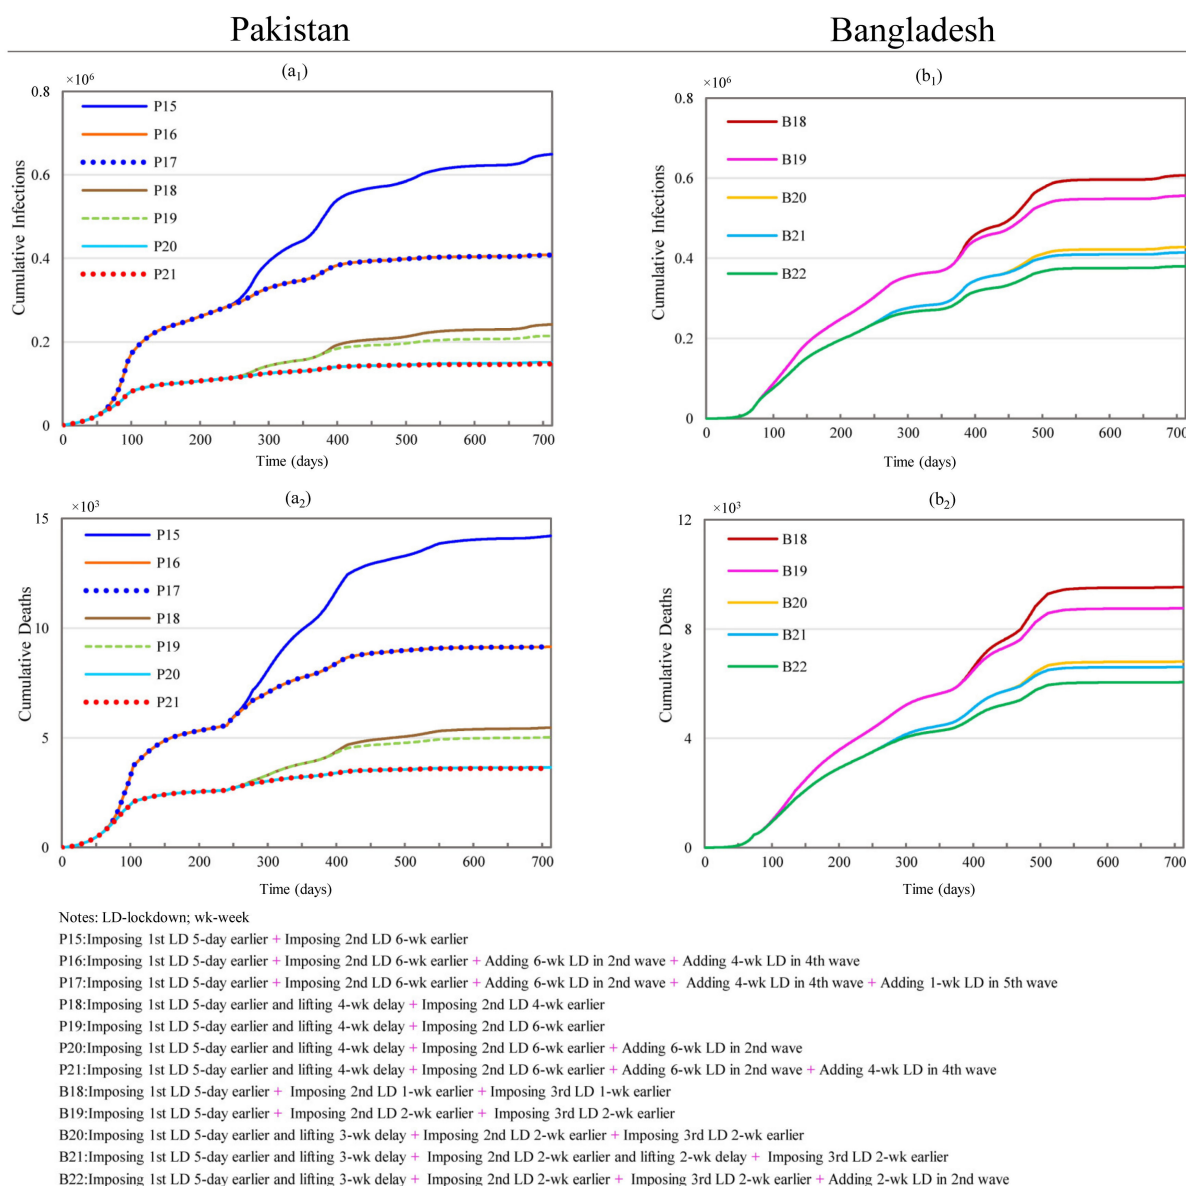 Pakistan
Bangladesh
(a1)
×10^6
Cumulative Infections
0.8
0.6
0.4
0.2
0
P15
P16
P17
P18
P19
P20
P21
0 100 200 300 400 500 600 700
Time (days)
(b1)
×10^6
Cumulative Infections
0.8
0.6
0.4
0.2
0
B18
B19
B20
B21
B22
0 100 200 300 400 500 600 700
Time (days)
(a2)
×10^3
Cumulative Deaths
15
10
5
0
P15
P16
P17
P18
P19
P20
P21
0 100 200 300 400 500 600 700
Time (days)
(b2)
×10^3
Cumulative Deaths
12
8
4
0
B18
B19
B20
B21
B22
0 100 200 300 400 500 600 700
Time (days)
Notes: LD-lockdown; wk-week
P15:Imposing 1st LD 5-day earlier + Imposing 2nd LD 6-wk earlier
P16:Imposing 1st LD 5-day earlier + Imposing 2nd LD 6-wk earlier + Adding 6-wk LD in 2nd wave + Adding 4-wk LD in 4th wave
P17:Imposing 1st LD 5-day earlier + Imposing 2nd LD 6-wk earlier + Adding 6-wk LD in 2nd wave + Adding 4-wk LD in 4th wave + Adding 1-wk LD in 5th wave
P18:Imposing 1st LD 5-day earlier and lifting 4-wk delay + Imposing 2nd LD 4-wk earlier
P19:Imposing 1st LD 5-day earlier and lifting 4-wk delay + Imposing 2nd LD 6-wk earlier
P20:Imposing 1st LD 5-day earlier and lifting 4-wk delay + Imposing 2nd LD 6-wk earlier + Adding 6-wk LD in 2nd wave
P21:Imposing 1st LD 5-day earlier and lifting 4-wk delay + Imposing 2nd LD 6-wk earlier + Adding 6-wk LD in 2nd wave + Adding 4-wk LD in 4th wave
B18:Imposing 1st LD 5-day earlier + Imposing 2nd LD 1-wk earlier + Imposing 3rd LD 1-wk earlier
B19:Imposing 1st LD 5-day earlier + Imposing 2nd LD 2-wk earlier + Imposing 3rd LD 2-wk earlier
B20:Imposing 1st LD 5-day earlier and lifting 3-wk delay + Imposing 2nd LD 2-wk earlier + Imposing 3rd LD 2-wk earlier
B21:Imposing 1st LD 5-day earlier and lifting 3-wk delay + Imposing 2nd LD 2-wk earlier and lifting 2-wk delay + Imposing 3rd LD 2-wk earlier
B22:Imposing 1st LD 5-day earlier and lifting 3-wk delay + Imposing 2nd LD 2-wk earlier + Imposing 3rd LD 2-wk earlier + Adding 2-wk LD in 2nd wave